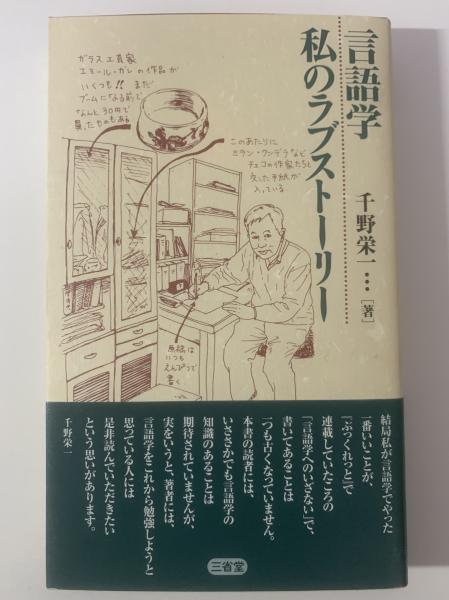 言語学
私のラブストーリー
千野栄一…[著]
ガラス工芸家
エミール・ガレの作品が
いくつも!! まだ
ブームになる前で
なんと30円で
買ったものもある
このあたりに
ミラン・クンデラなど
チェコの作家たちと
交した手紙が
入っている
原稿は
いつも
えんぴつで
書く
結局私が言語学でやった
一番いいことが、
『ぶっくれっと』で
連載していたころの
「言語学へのいざない」で、
書いてあることは
一つも古くなっていません。
本書の読者には、
いささかでも言語学の
知識のあることは
期待されていませんが、
実をいうと、著者には、
言語学をこれから勉強しようと
思っている人には
是非読んでいただきたい
という思いがあります。
千野栄一
三省堂